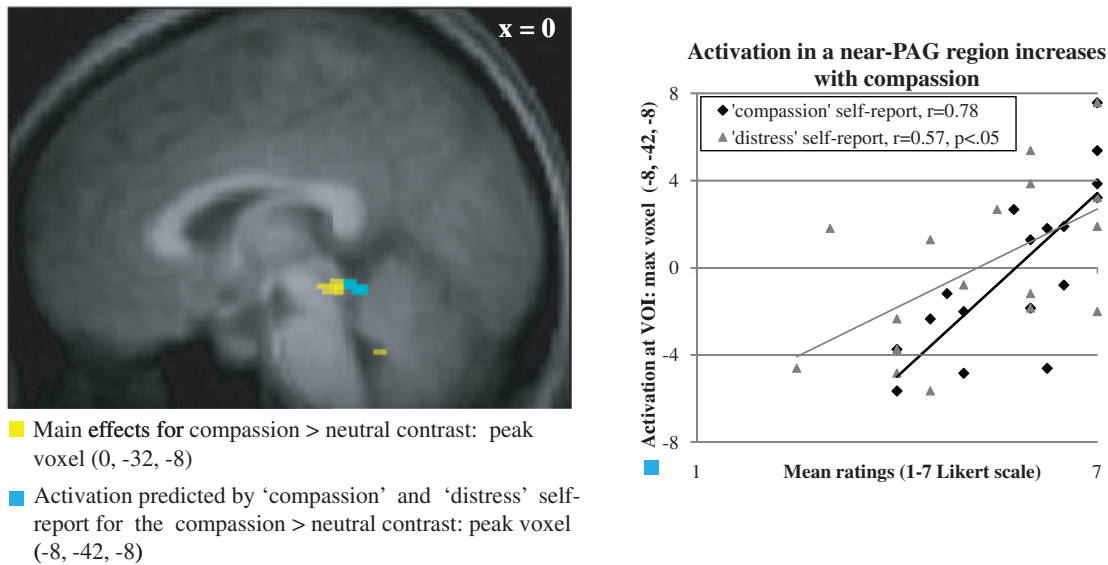 x = 0
Main effects for compassion > neutral contrast: peak
voxel (0, -32, -8)
Activation predicted by ‘compassion’ and ‘distress’ self-
report for the compassion > neutral contrast: peak voxel
(-8, -42, -8)
Activation in a near-PAG region increases
with compassion
Activation at VOI: max voxel (-8, -42, -8)
8
4
0
-4
-8
'compassion' self-report, r=0.78
'distress' self-report, r=0.57, p<.05
1
Mean ratings (1-7 Likert scale)
7